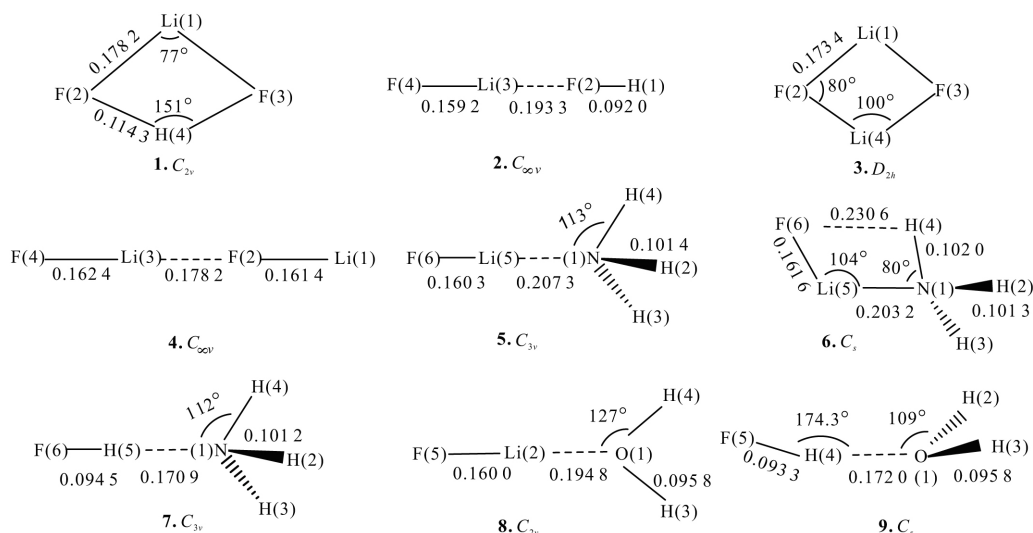 Li(1)
0.178 2
77°
F(2)
F(3)
151°
0.114 3
H(4)
1. C2v
F(4)
Li(3)
F(2)
H(1)
0.159 2
0.193 3
0.092 0
2. C∞v
Li(1)
0.173 4
F(2)
80°
F(3)
100°
Li(4)
3. D2h
F(4)
Li(3)
F(2)
Li(1)
0.162 4
0.178 2
0.161 4
4. C∞v
H(4)
113°
0.101 4
F(6)
Li(5)
(1)N
H(2)
0.160 3
0.207 3
H(3)
5. C3v
0.230 6
F(6)
H(4)
0.161 6
104°
0.102 0
80°
Li(5)
N(1)
H(2)
0.203 2
0.101 3
H(3)
6. Cs
H(4)
112°
0.101 2
F(6)
H(5)
(1)N
H(2)
0.094 5
0.170 9
H(3)
7. C3v
H(4)
127°
F(5)
Li(2)
O(1)
0.160 0
0.194 8
0.095 8
H(3)
8. C2v
H(2)
174.3°
109°
F(5)
H(3)
0.093 3
H(4)
O
0.172 0
(1)
0.095 8
9. Cs